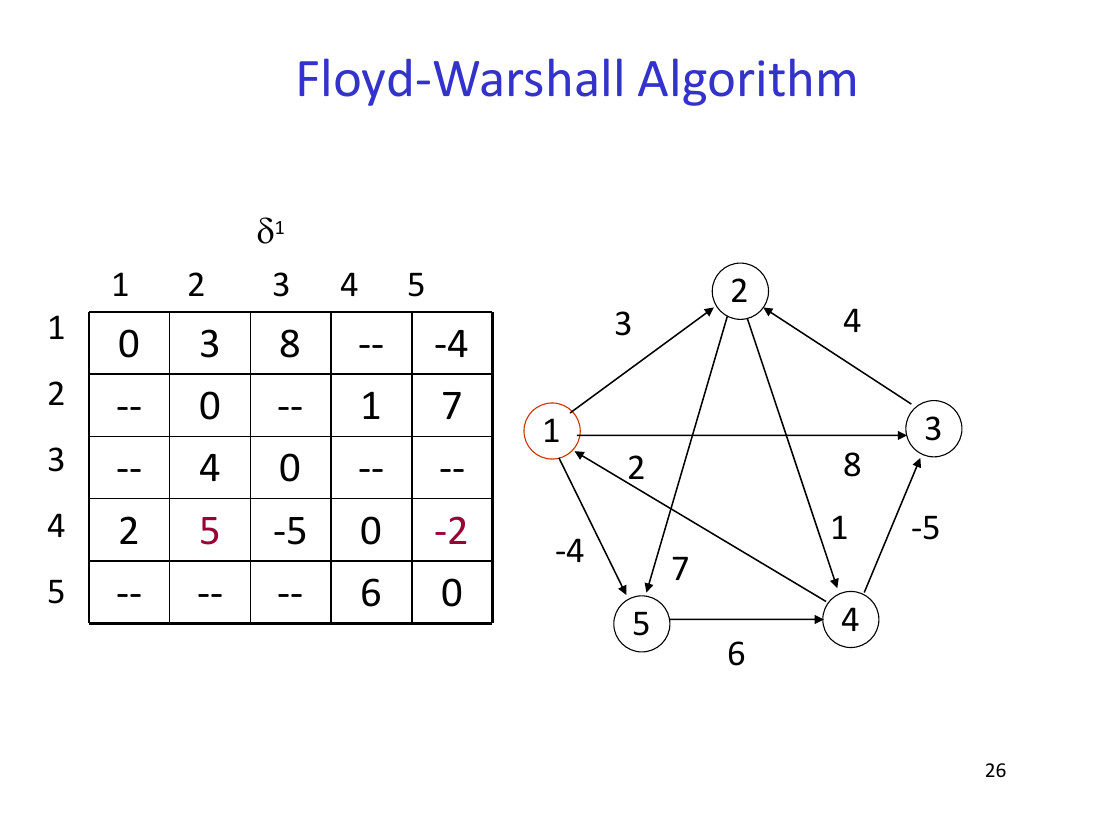 Floyd-Warshall Algorithm
δ1
1 2 3 4 5
1 0 3 8 -- -4
2 -- 0 -- 1 7
3 -- 4 0 -- --
4 2 5 -5 0 -2
5 -- -- -- 6 0
2
3 4
1 3
2 8
-4 7 1 -5
5 4
6
26